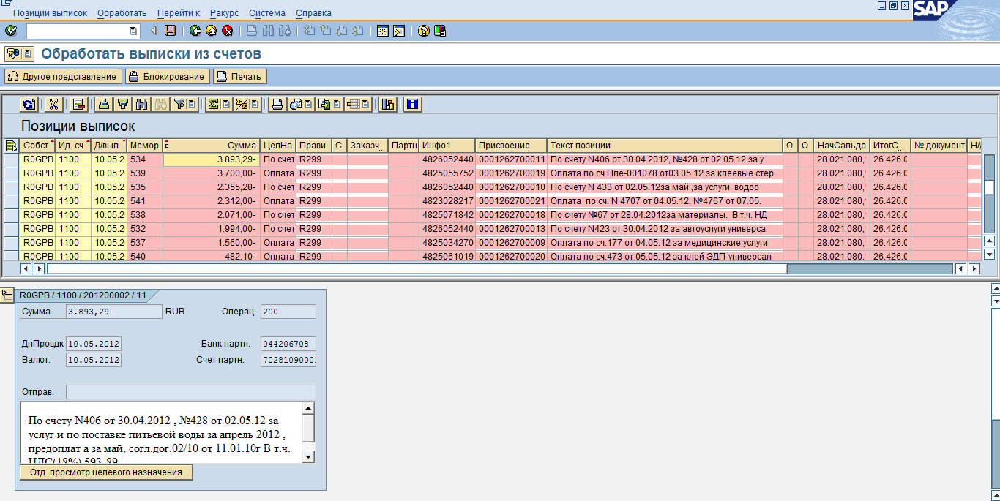 Позиции выписок Обработать Перейти к Ракурс Система Справка
SAP
Обработать выписки из счетов
Другое представление Блокирование Печать
Позиции выписок
Собст Ид. сч Д/вып Мемор Сумма ЦелНа Прави С Заказч... Партн Инфо1 Присвоение Текст позиции О О НачСальдо ИтогС... № документ Н/Д
R0GPB 1100 10.05.2 534 3.893,29- По счет R299 4826052440 0001262700011 По счету N406 от 30.04.2012, №428 от 02.05.12 за у 28.021.080, 26.426.0
R0GPB 1100 10.05.2 539 3.700,00- Оплата R299 4825055752 0001262700019 Оплата по сч.Пле-001078 от03.05.12 за клеевые стер 28.021.080, 26.426.0
R0GPB 1100 10.05.2 535 2.355,28- По счет R299 4826052440 0001262700010 По счету N 433 от 02.05.12за май ,за услуги водоо 28.021.080, 26.426.0
R0GPB 1100 10.05.2 541 2.312,00- Оплата R299 4823028217 0001262700021 Оплата по сч. N 4707 от 04.05.12, №4767 от 07.05. 28.021.080, 26.426.0
R0GPB 1100 10.05.2 538 2.071,00- По счет R299 4825071842 0001262700018 По счету №67 от 28.04.2012за материалы. В т.ч. НД 28.021.080, 26.426.0
R0GPB 1100 10.05.2 532 1.994,00- По счет R299 4826052440 0001262700013 По счету N423 от 30.04.2012 за автоуслуги универса 28.021.080, 26.426.0
R0GPB 1100 10.05.2 537 1.560,00- Оплата R299 4825034270 0001262700009 Оплата по сч.177 от 04.05.12 за медицинские услуги 28.021.080, 26.426.0
R0GPB 1100 10.05.2 540 482,10- Оплата R299 4825061019 0001262700020 Оплата по сч.473 от 05.05.12 за клей ЭДП-универсал 28.021.080, 26.426.0
R0GPB / 1100 / 201200002 / 11
Сумма 3.893,29- RUB Операц. 200
ДнПроводк 10.05.2012 Банк партн. 044206708
Валют. 10.05.2012 Счет партн. 7028109000
Отправ.
По счету N406 от 30.04.2012 , №428 от 02.05.12 за
услуг и по поставке питьевой воды за апрель 2012 ,
предоплат а за май, согл.дог.02/10 от 11.01.10г В т.ч.
НДС(18%) 593-89
Отд. просмотр целевого назначения